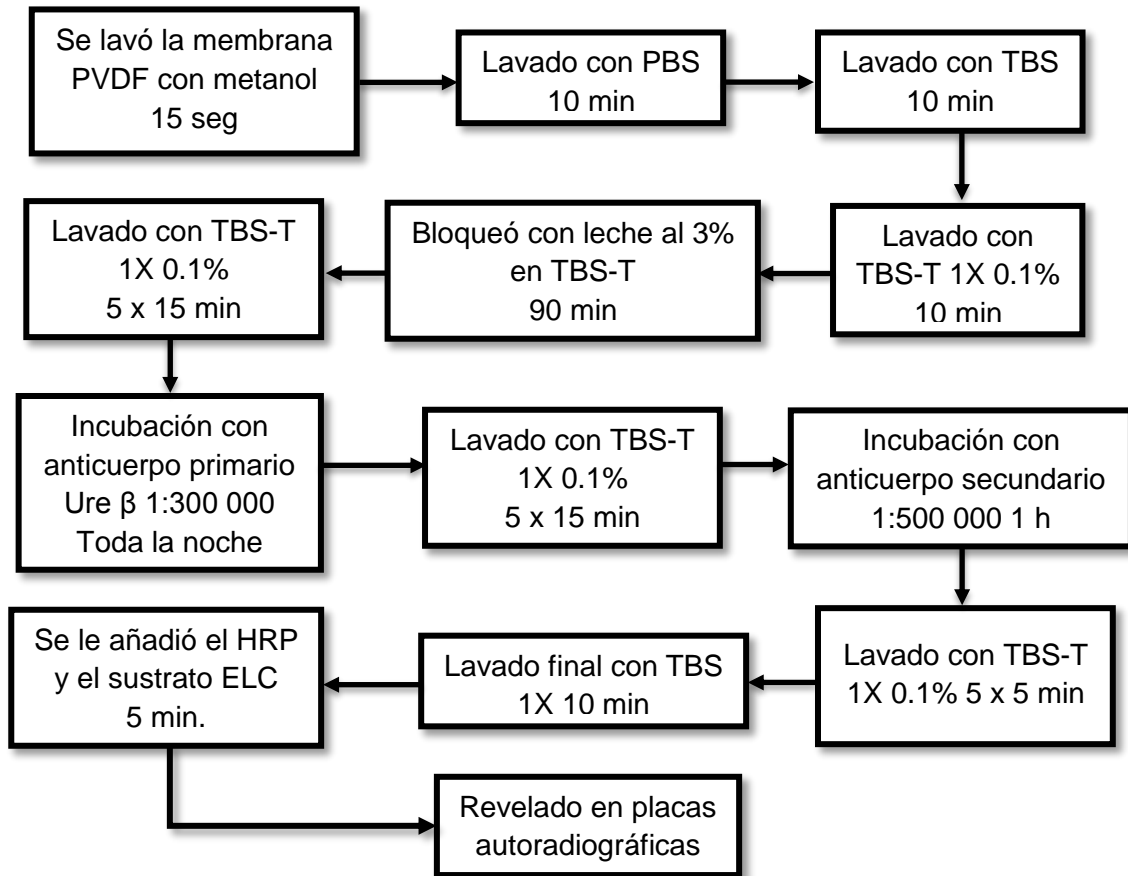 Se lavó la membrana
PVDF con metanol
15 seg
Lavado con PBS
10 min
Lavado con TBS
10 min
Lavado con
TBS-T 1X 0.1%
10 min
Bloqueó con leche al 3%
en TBS-T
90 min
Lavado con TBS-T
1X 0.1%
5 x 15 min
Incubación con
anticuerpo primario
Ure β 1:300 000
Toda la noche
Lavado con TBS-T
1X 0.1%
5 x 15 min
Incubación con
anticuerpo secundario
1:500 000 1 h
Lavado con TBS-T
1X 0.1% 5 x 5 min
Lavado final con TBS
1X 10 min
Se le añadió el HRP
y el sustrato ELC
5 min.
Revelado en placas
autoradiográficas